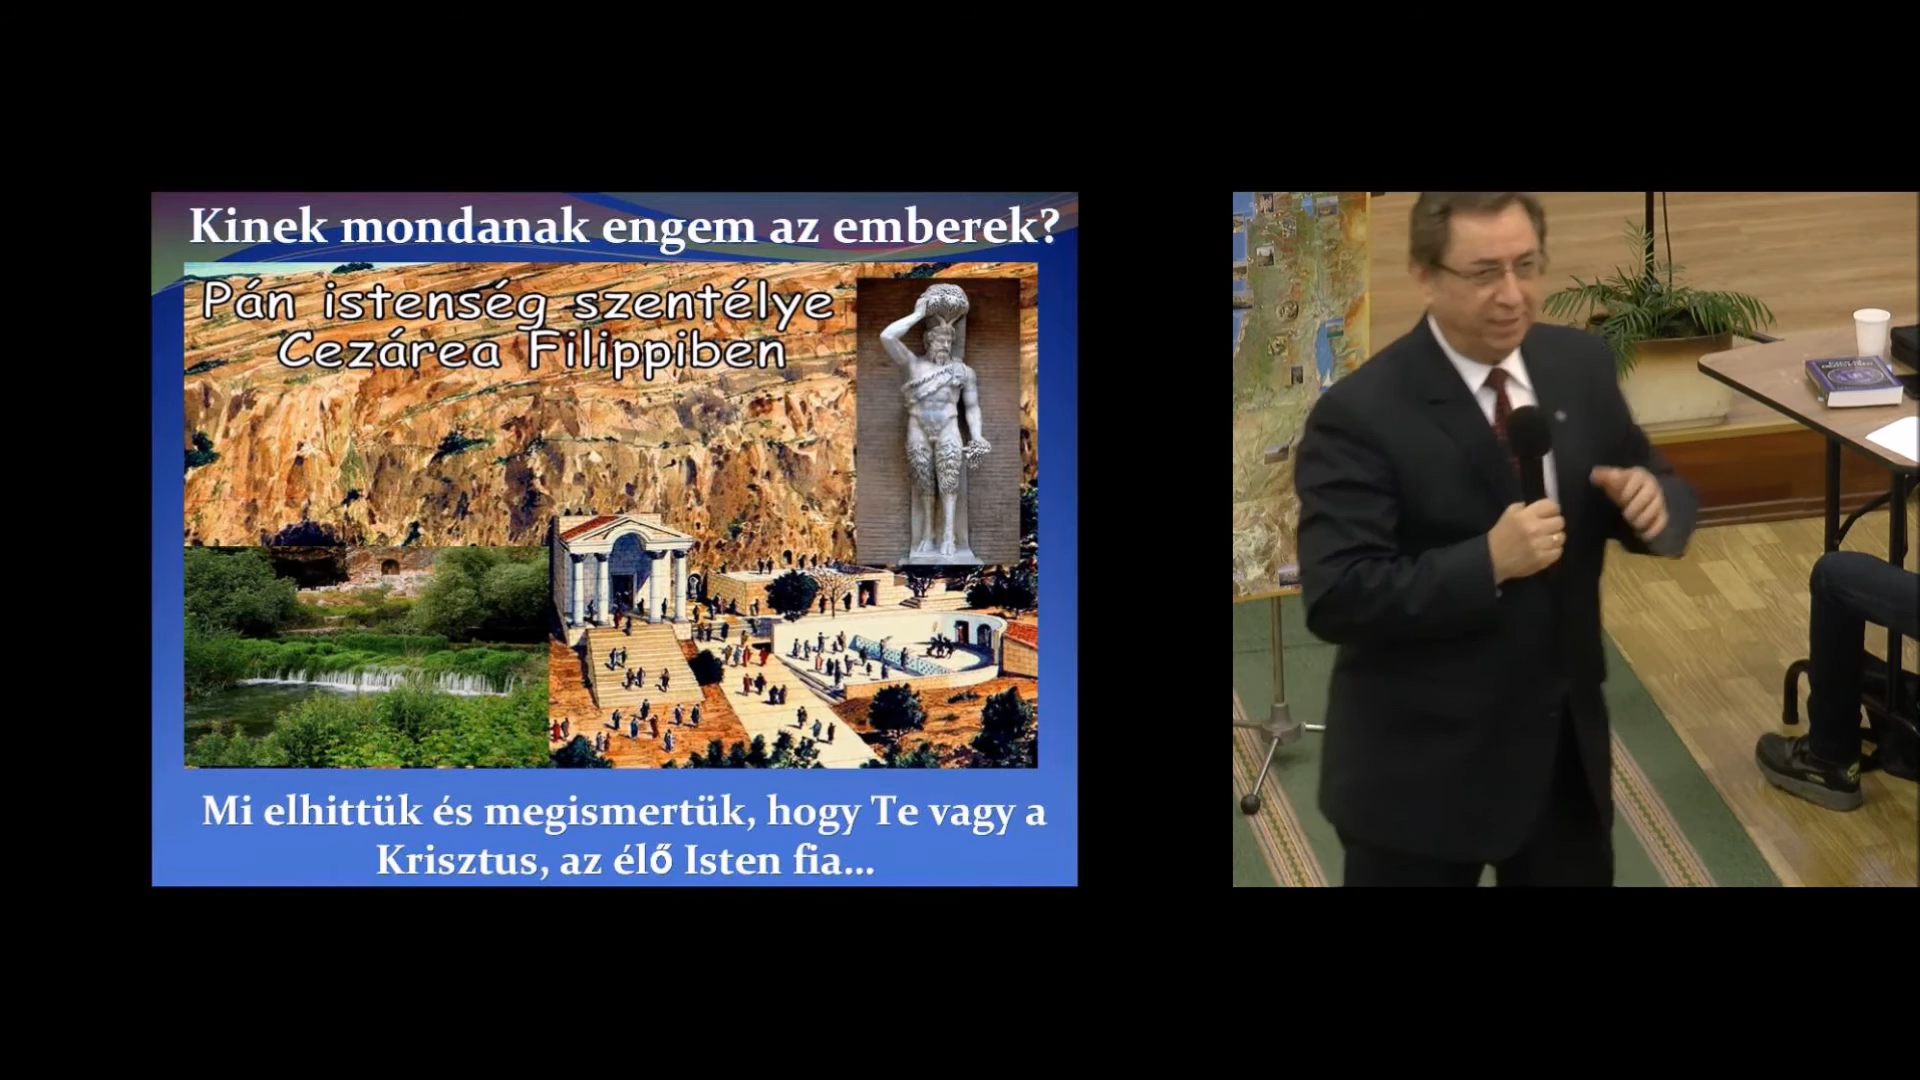 Kinek mondanak engem az emberek?
Pán istenség szentélye
Cezárea Filippiben
Mi elhittük és megismertük, hogy Te vagy a
Krisztus, az élő Isten fia...